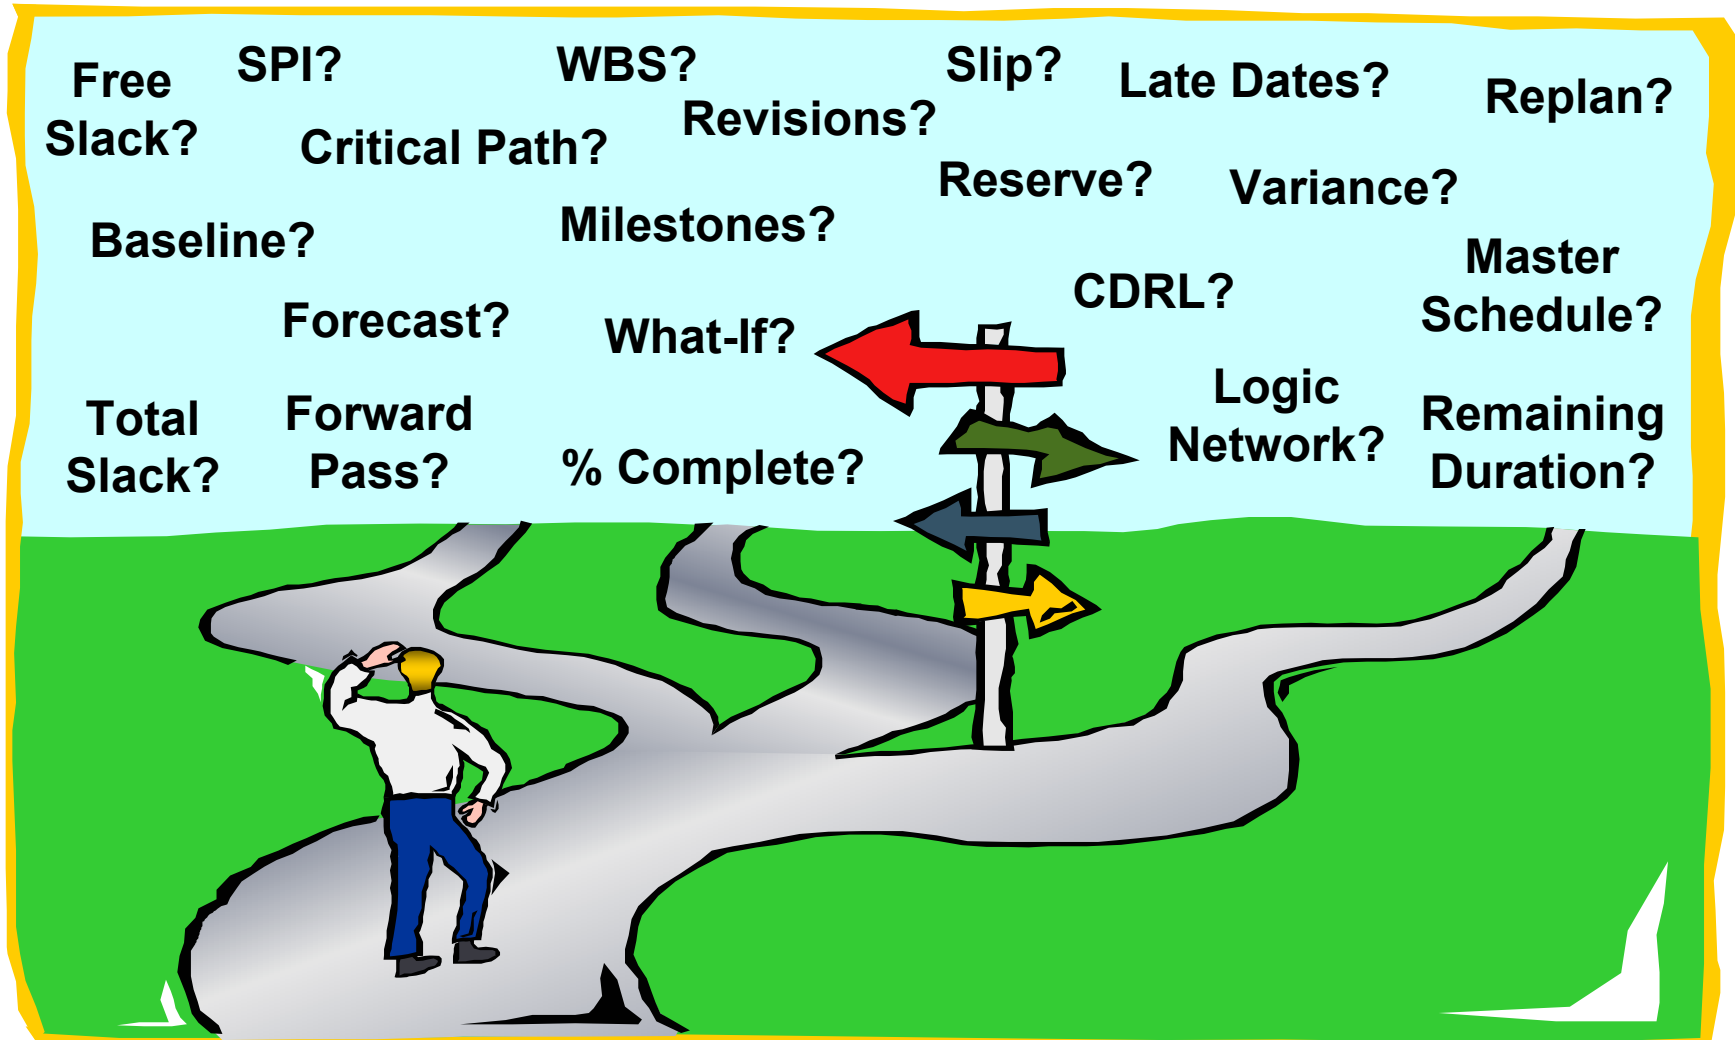 Free
Slack?
SPI?
WBS?
Slip?
Late Dates?
Replan?
Critical Path?
Revisions?
Reserve?
Variance?
Baseline?
Milestones?
Master
Schedule?
Forecast?
What-If?
CDRL?
Total
Slack?
Forward
Pass?
% Complete?
Logic
Network?
Remaining
Duration?